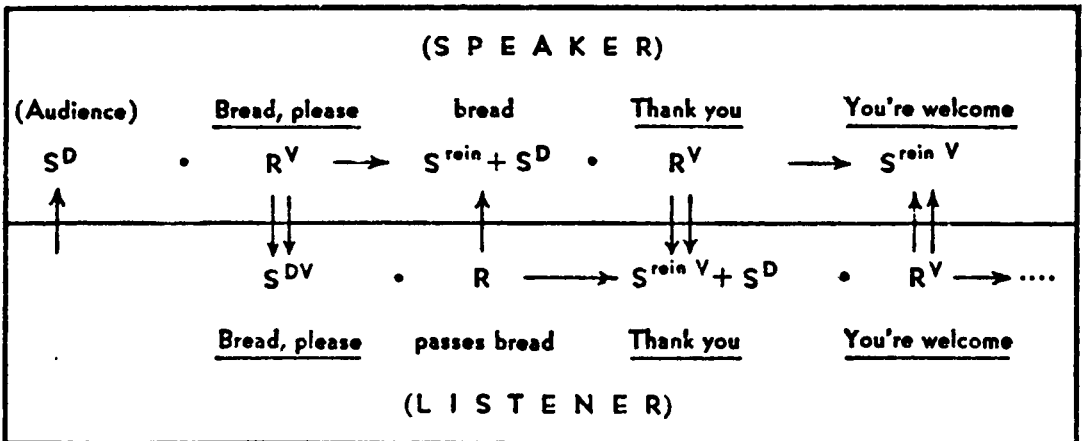 (SPEAKER)
(Audience) Bread, please bread Thank you You're welcome
S^D • R^V → S^rein + S^D • R^V → S^rein V
S^DV • R → S^rein V + S^D • R^V → ....
Bread, please passes bread Thank you You're welcome
(LISTENER)